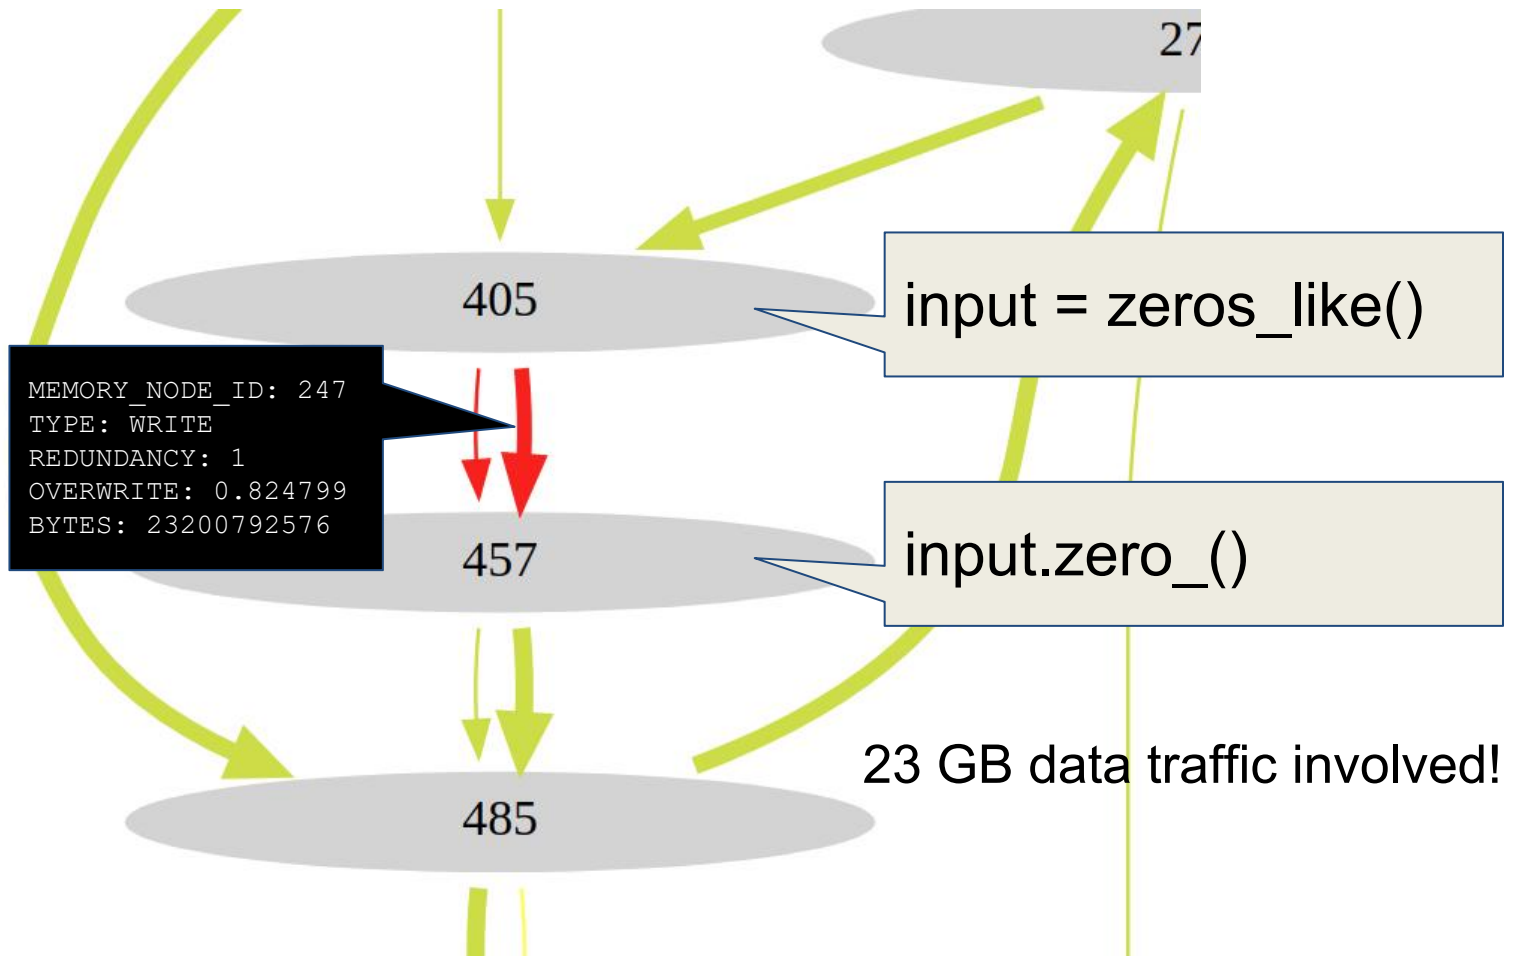 27
405
input = zeros_like()
MEMORY_NODE_ID: 247
TYPE: WRITE
REDUNDANCY: 1
OVERWRITE: 0.824799
BYTES: 23200792576
457
input.zero_()
23 GB data traffic involved!
485